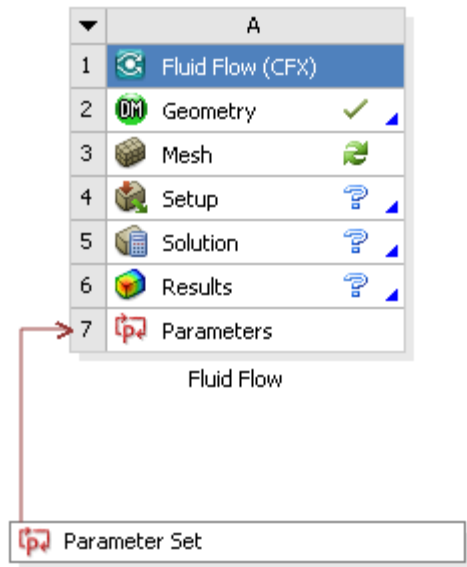 A
1 Fluid Flow (CFX)
2 DM Geometry
3 Mesh
4 Setup ?
5 Solution ?
6 Results ?
7 p Parameters
Fluid Flow
p Parameter Set